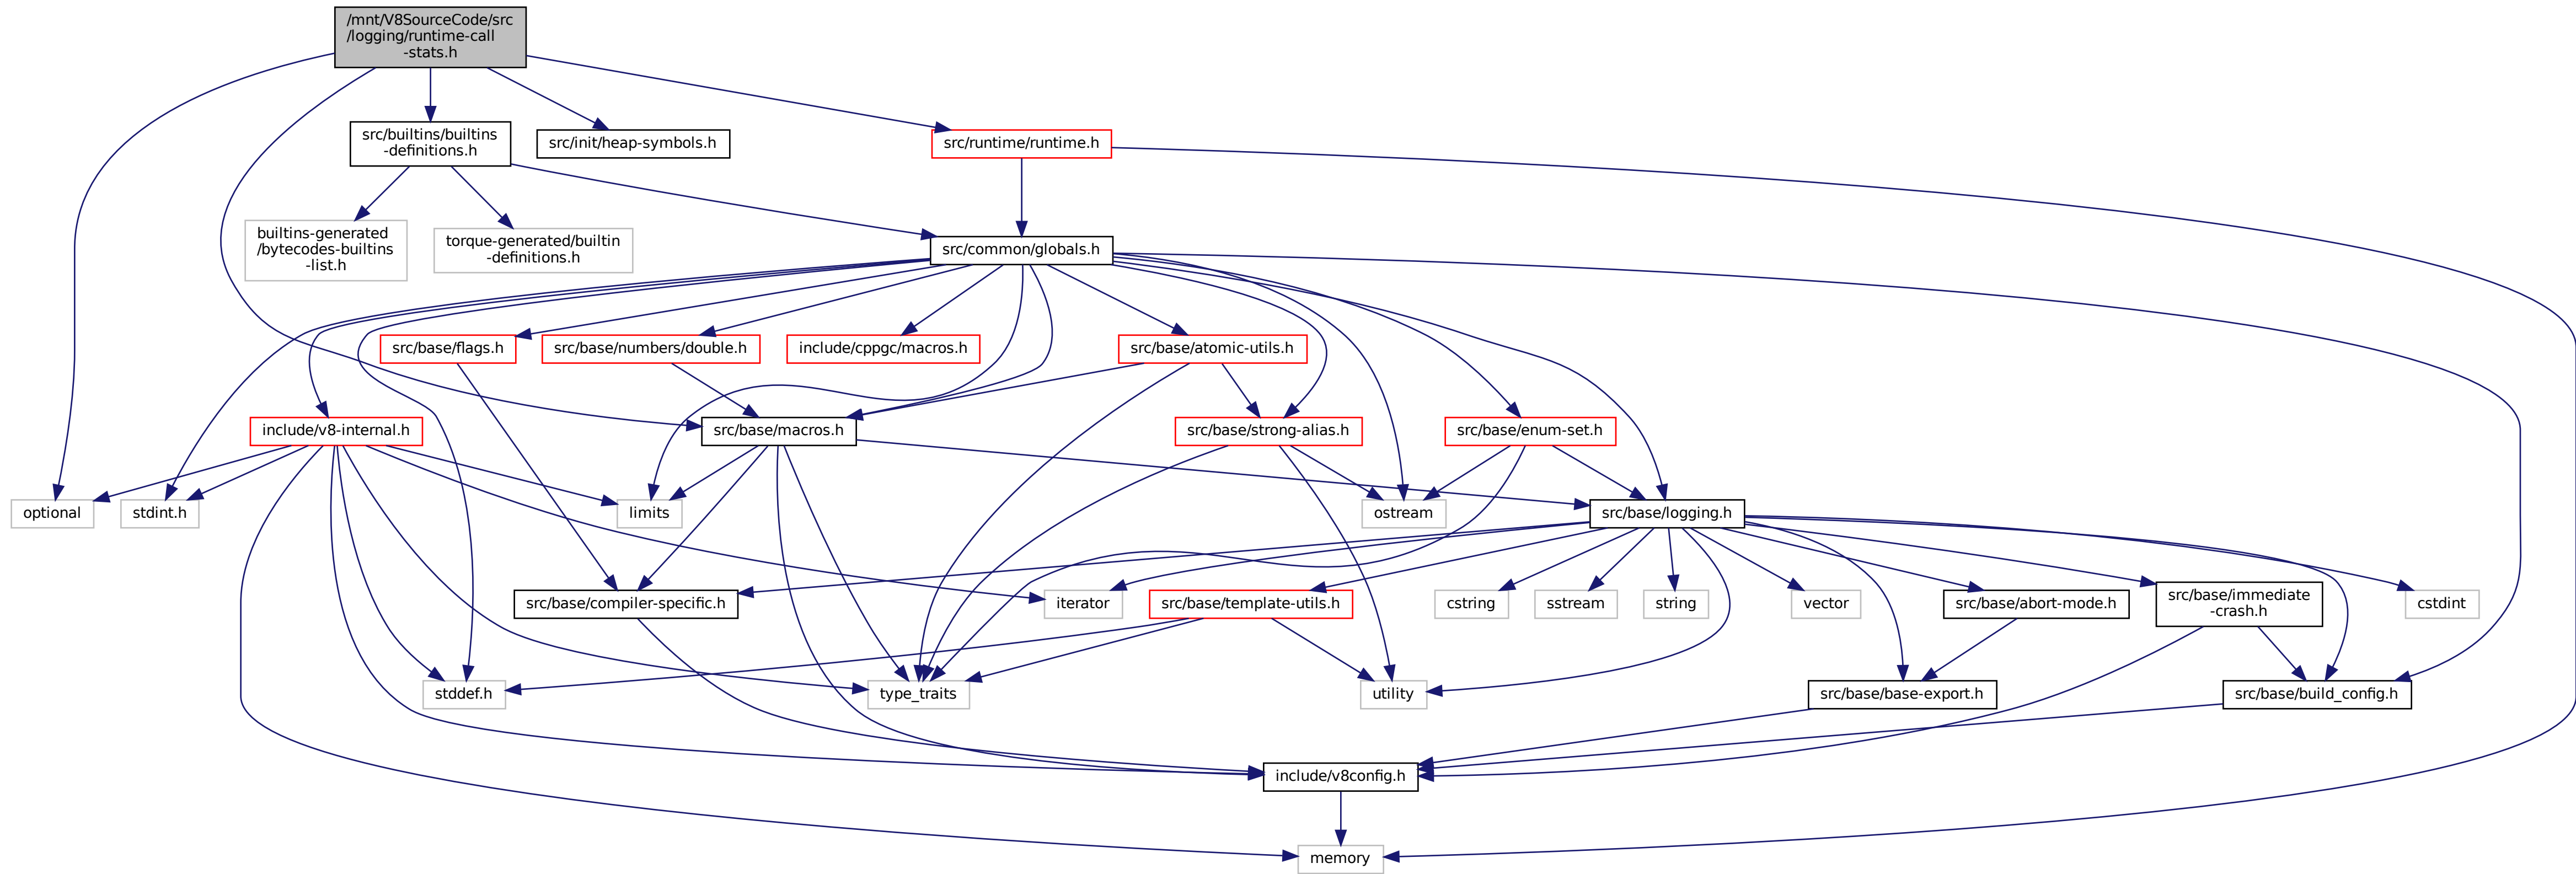 /mnt/V8SourceCode/src
/logging/runtime-call
-stats.h
src/builtins/builtins
-definitions.h
src/init/heap-symbols.h
src/runtime/runtime.h
builtins-generated
/bytecodes-builtins
-list.h
torque-generated/builtin
-definitions.h
src/common/globals.h
src/base/flags.h
src/base/numbers/double.h
include/cppgc/macros.h
src/base/atomic-utils.h
include/v8-internal.h
src/base/macros.h
src/base/strong-alias.h
src/base/enum-set.h
optional
stdint.h
limits
ostream
src/base/logging.h
src/base/compiler-specific.h
iterator
src/base/template-utils.h
cstring
sstream
string
vector
src/base/abort-mode.h
src/base/immediate
-crash.h
cstdint
stddef.h
type_traits
utility
src/base/base-export.h
src/base/build_config.h
include/v8config.h
memory